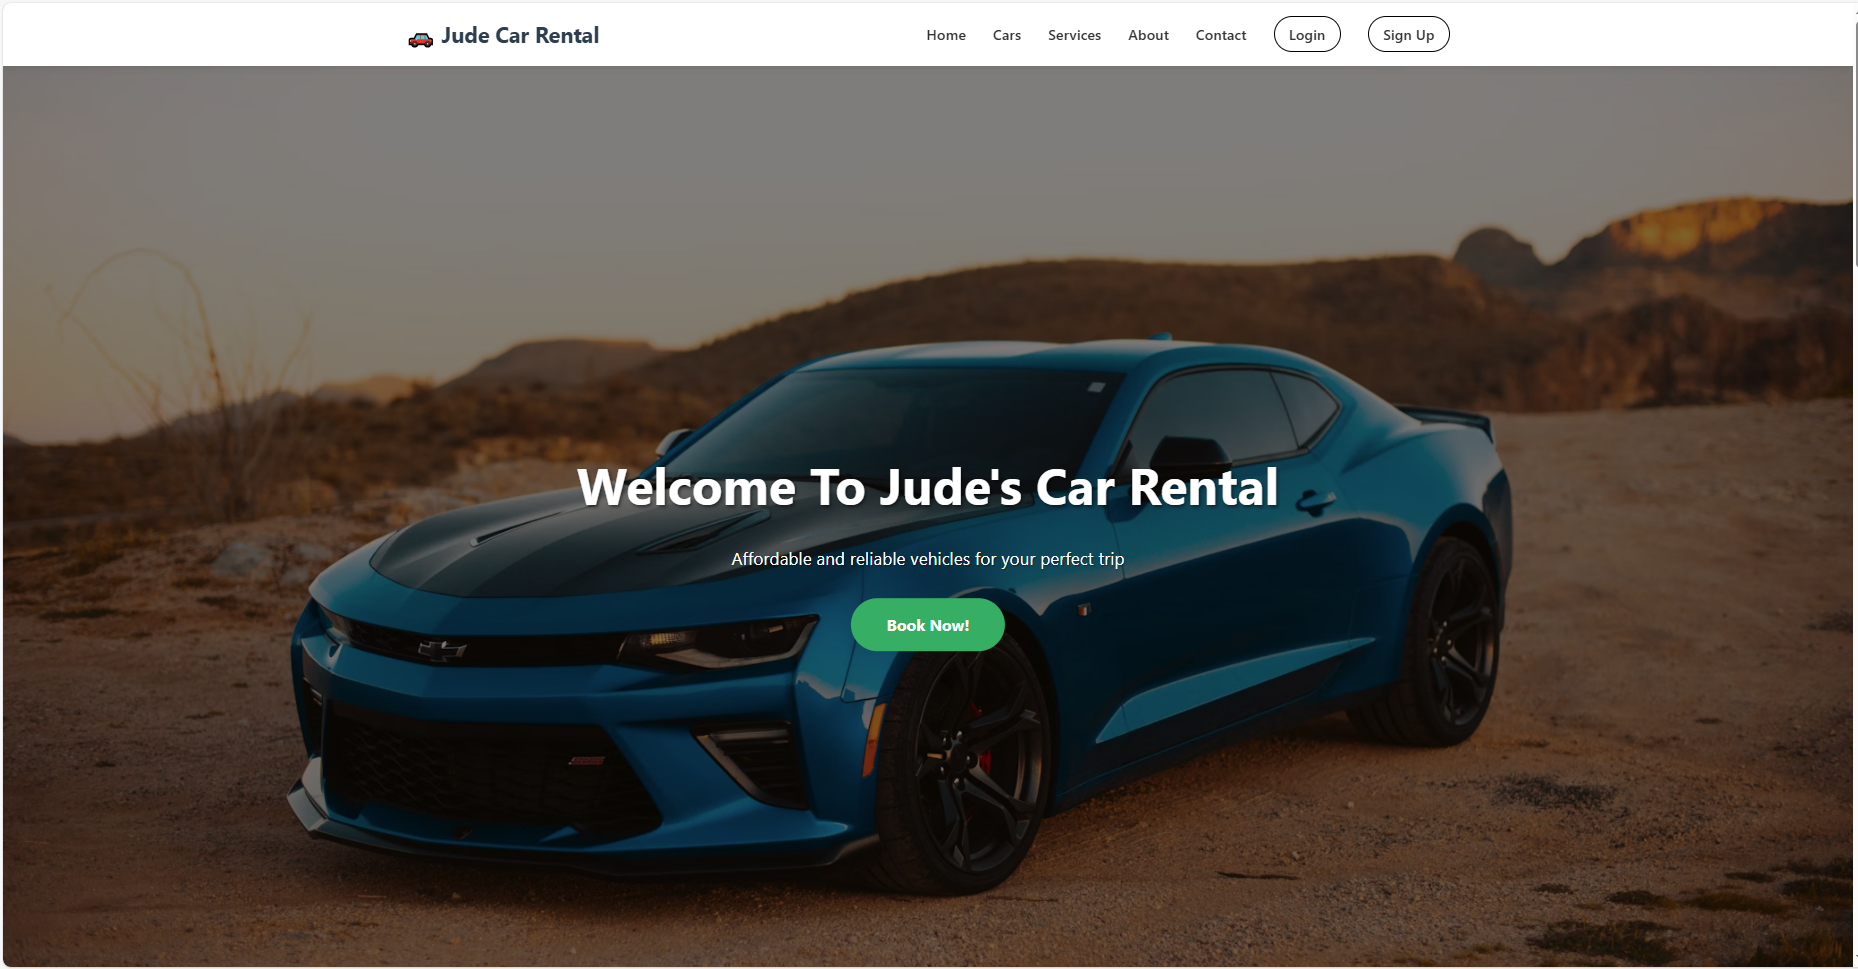 Jude Car Rental
Home Cars Services About Contact Login Sign Up
Welcome To Jude's Car Rental
Affordable and reliable vehicles for your perfect trip
Book Now!